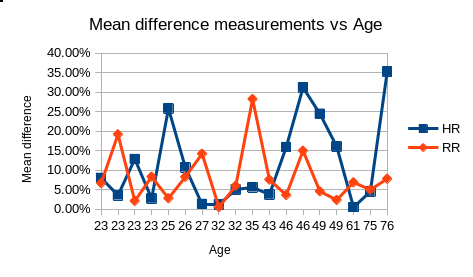 Mean difference measurements vs Age
40.00%
35.00%
30.00%
25.00%
20.00%
15.00%
10.00%
5.00%
0.00%
Mean difference
23 23 23 23 25 26 27 32 32 35 43 46 46 49 49 61 75 76
Age
HR
RR